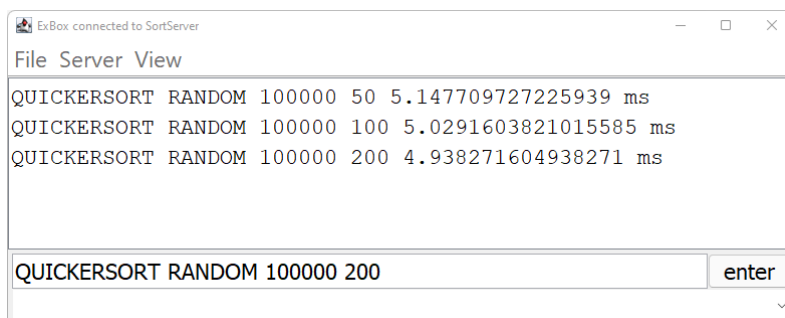 ExBox connected to SortServer
File Server View
QUICKERSORT RANDOM 100000 50 5.147709727225939 ms
QUICKERSORT RANDOM 100000 100 5.0291603821015585 ms
QUICKERSORT RANDOM 100000 200 4.938271604938271 ms
QUICKERSORT RANDOM 100000 200 enter